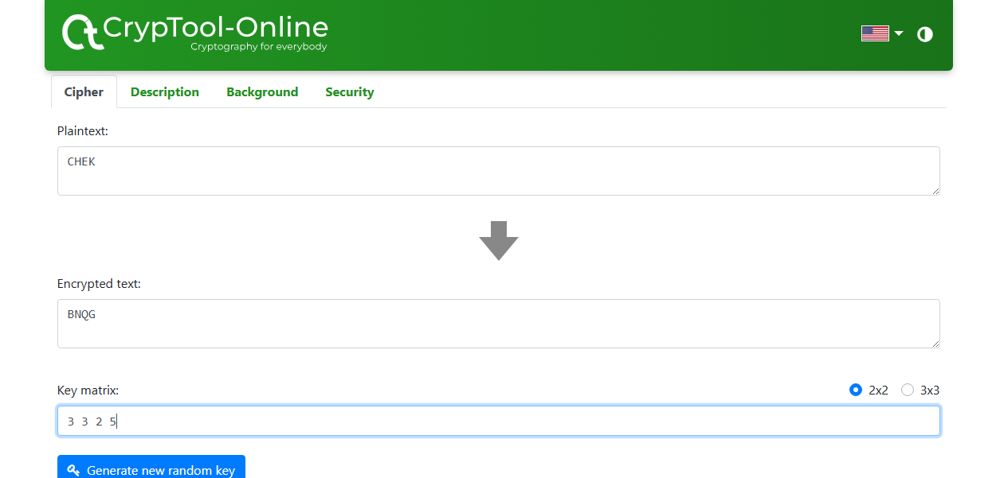 CrypTool-Online
Cryptography for everybody
Cipher Description Background Security
Plaintext:
CHEK
Encrypted text:
BNQG
Key matrix: 2x2 3x3
3 3 2 5
Generate new random key